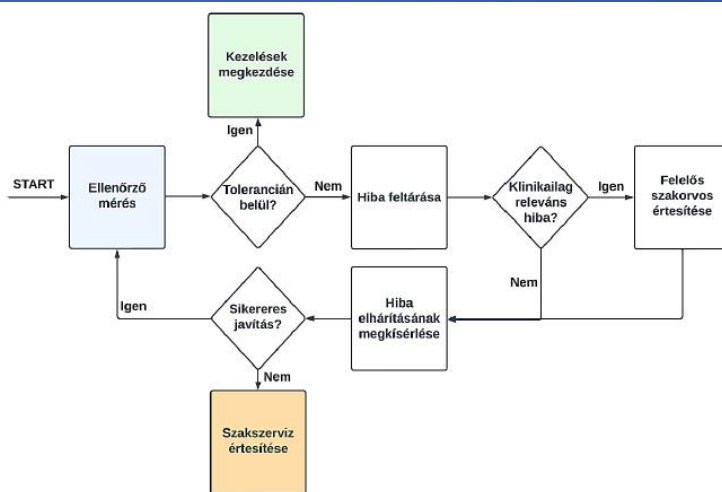 Kezelések
megkezdése
Igen
START
Ellenőrző
mérés
Tolerancián
belül?
Nem
Hiba feltárása
Klinikailag
releváns
hiba?
Igen
Felelős
szakorvos
értesítése
Nem
Igen
Sikereres
javítás?
Hiba
elhárításának
megkísérlése
Nem
Szakszerviz
értesítése